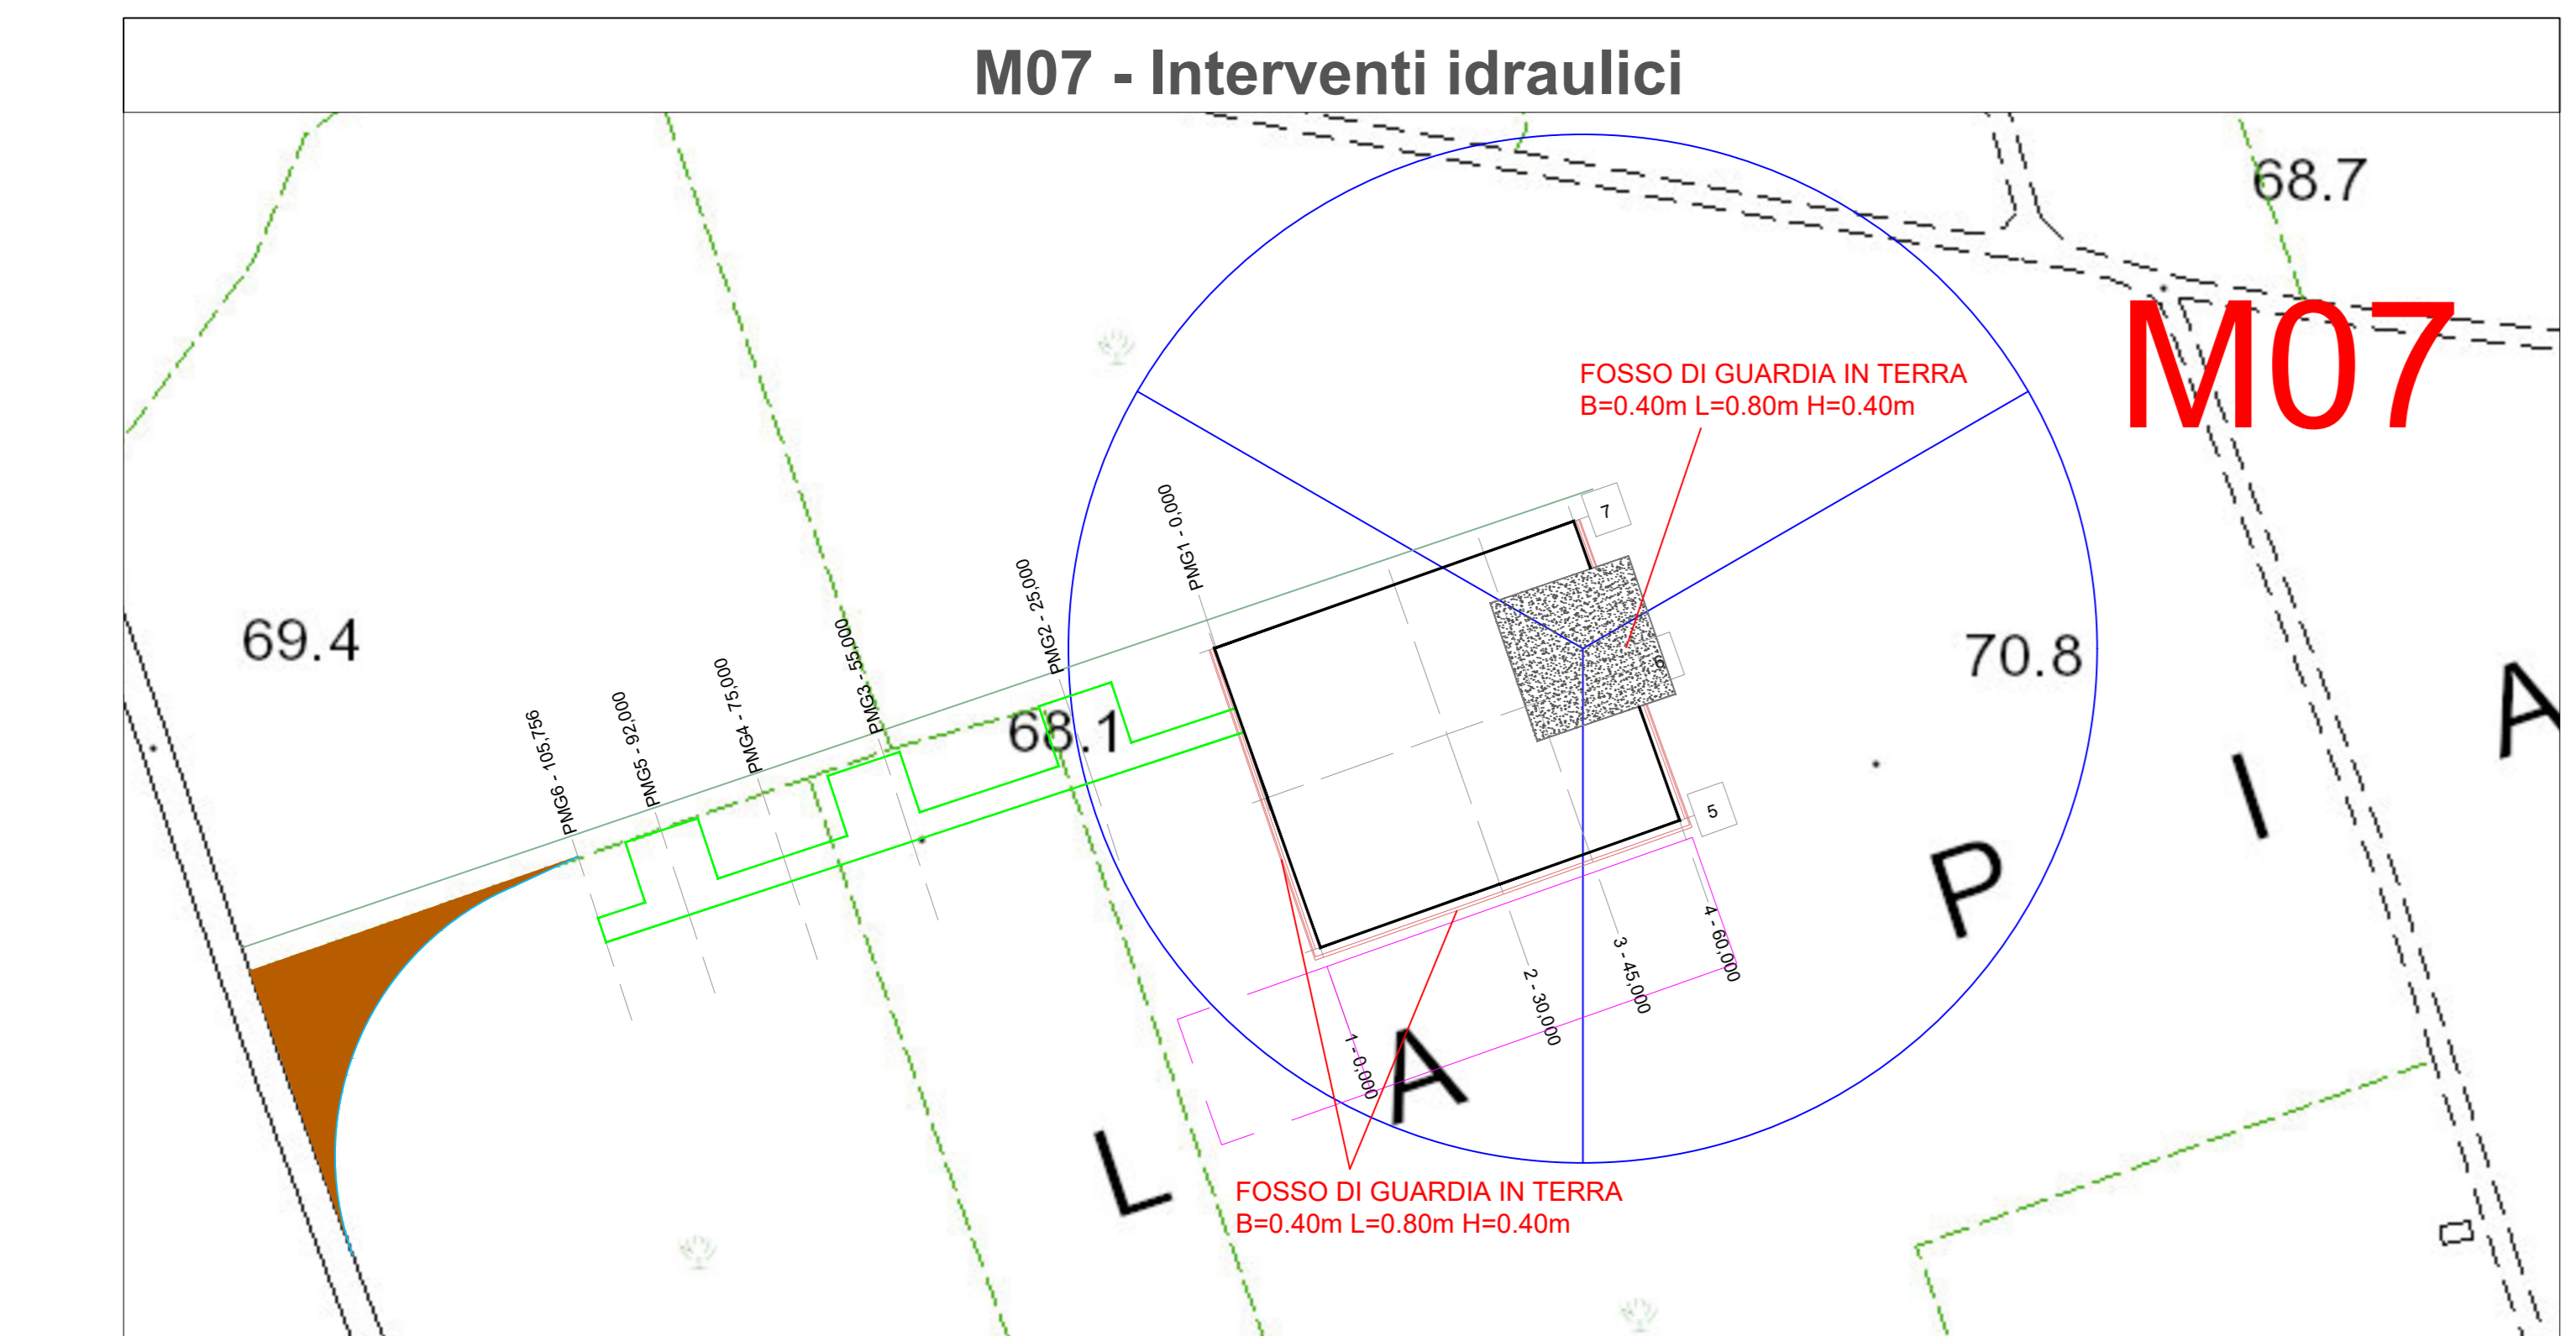 M07 - Interventi idraulici
68.7
M07
FOSSO DI GUARDIA IN TERRA
B=0.40m L=0.80m H=0.40m
PMG1 - 0,000
7
PMG2 - 25,000
PMG3 - 55,000
69.4
PMG4 - 75,000
6
70.8
PMG5 - 92,000
PMG6 - 105,756
68.1
A
I
5
P
4 - 60,000
3 - 45,000
2 - 30,000
1 - 0,000
A
L
FOSSO DI GUARDIA IN TERRA
B=0.40m L=0.80m H=0.40m